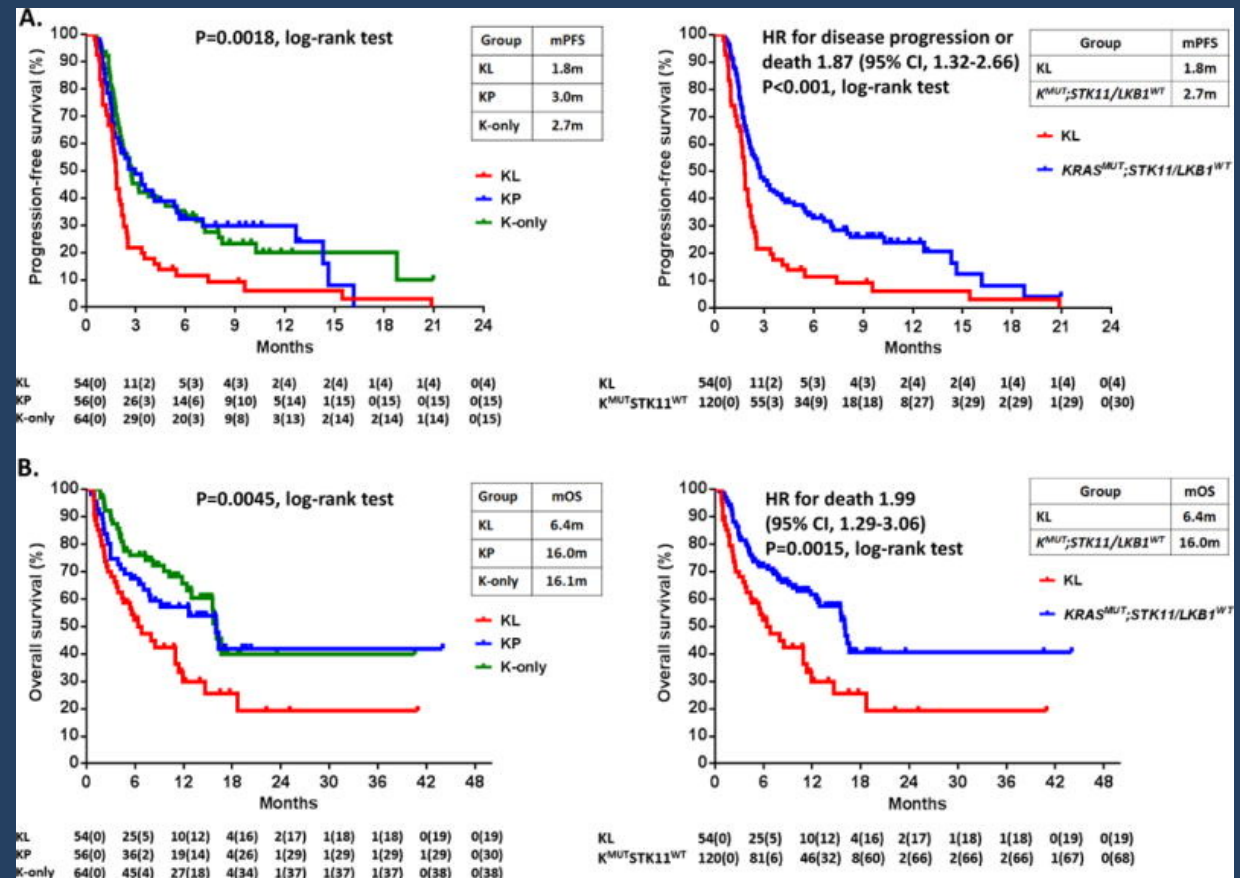 A.
P=0.0018, log-rank test
Group mPFS
KL 1.8m
KP 3.0m
K-only 2.7m
KL
KP
K-only
Progression-free survival (%)
100
90
80
70
60
50
40
30
20
10
0
0 3 6 9 12 15 18 21 24
Months
KL 54(0) 11(2) 5(3) 4(3) 2(4) 2(4) 1(4) 1(4) 0(4)
KP 56(0) 26(3) 14(6) 9(10) 5(14) 1(15) 0(15) 0(15) 0(15)
K-only 64(0) 29(0) 20(3) 9(8) 3(13) 2(14) 2(14) 1(14) 0(15)
HR for disease progression or
death 1.87 (95% CI, 1.32-2.66)
P<0.001, log-rank test
Group mPFS
KL 1.8m
K^MUT;STK11/LKB1^WT 2.7m
KL
KRAS^MUT;STK11/LKB1^WT
Progression-free survival (%)
100
90
80
70
60
50
40
30
20
10
0
0 3 6 9 12 15 18 21 24
Months
KL 54(0) 11(2) 5(3) 4(3) 2(4) 2(4) 1(4) 1(4) 0(4)
K^MUTSTK11^WT 120(0) 55(3) 34(9) 18(18) 8(27) 3(29) 2(29) 1(29) 0(30)
B.
P=0.0045, log-rank test
Group mOS
KL 6.4m
KP 16.0m
K-only 16.1m
KL
KP
K-only
Overall survival (%)
100
90
80
70
60
50
40
30
20
10
0
0 6 12 18 24 30 36 42 48
Months
KL 54(0) 25(5) 10(12) 4(16) 2(17) 1(18) 1(18) 0(19) 0(19)
KP 56(0) 36(2) 19(14) 4(26) 1(29) 1(29) 1(29) 1(29) 0(30)
K-only 64(0) 45(4) 27(18) 4(34) 1(37) 1(37) 1(37) 0(38) 0(38)
HR for death 1.99
(95% CI, 1.29-3.06)
P=0.0015, log-rank test
Group mOS
KL 6.4m
K^MUT;STK11/LKB1^WT 16.0m
KL
KRAS^MUT;STK11/LKB1^WT
Overall survival (%)
100
90
80
70
60
50
40
30
20
10
0
0 6 12 18 24 30 36 42 48
Months
KL 54(0) 25(5) 10(12) 4(16) 2(17) 1(18) 1(18) 0(19) 0(19)
K^MUTSTK11^WT 120(0) 81(6) 46(32) 8(60) 2(66) 2(66) 2(66) 1(67) 0(68)